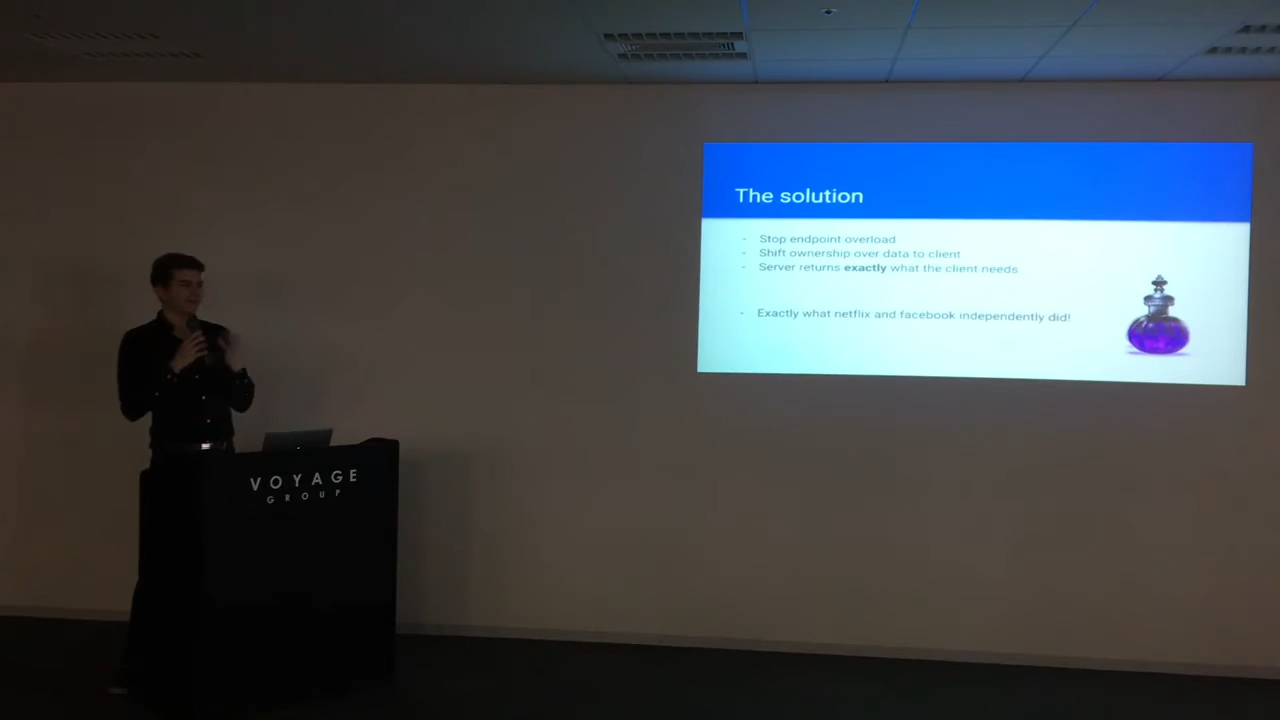 The solution
- Stop endpoint overload
- Shift ownership over data to client
- Server returns exactly what the client needs
- Exactly what netflix and facebook independently did!
VOYAGE
GROUP